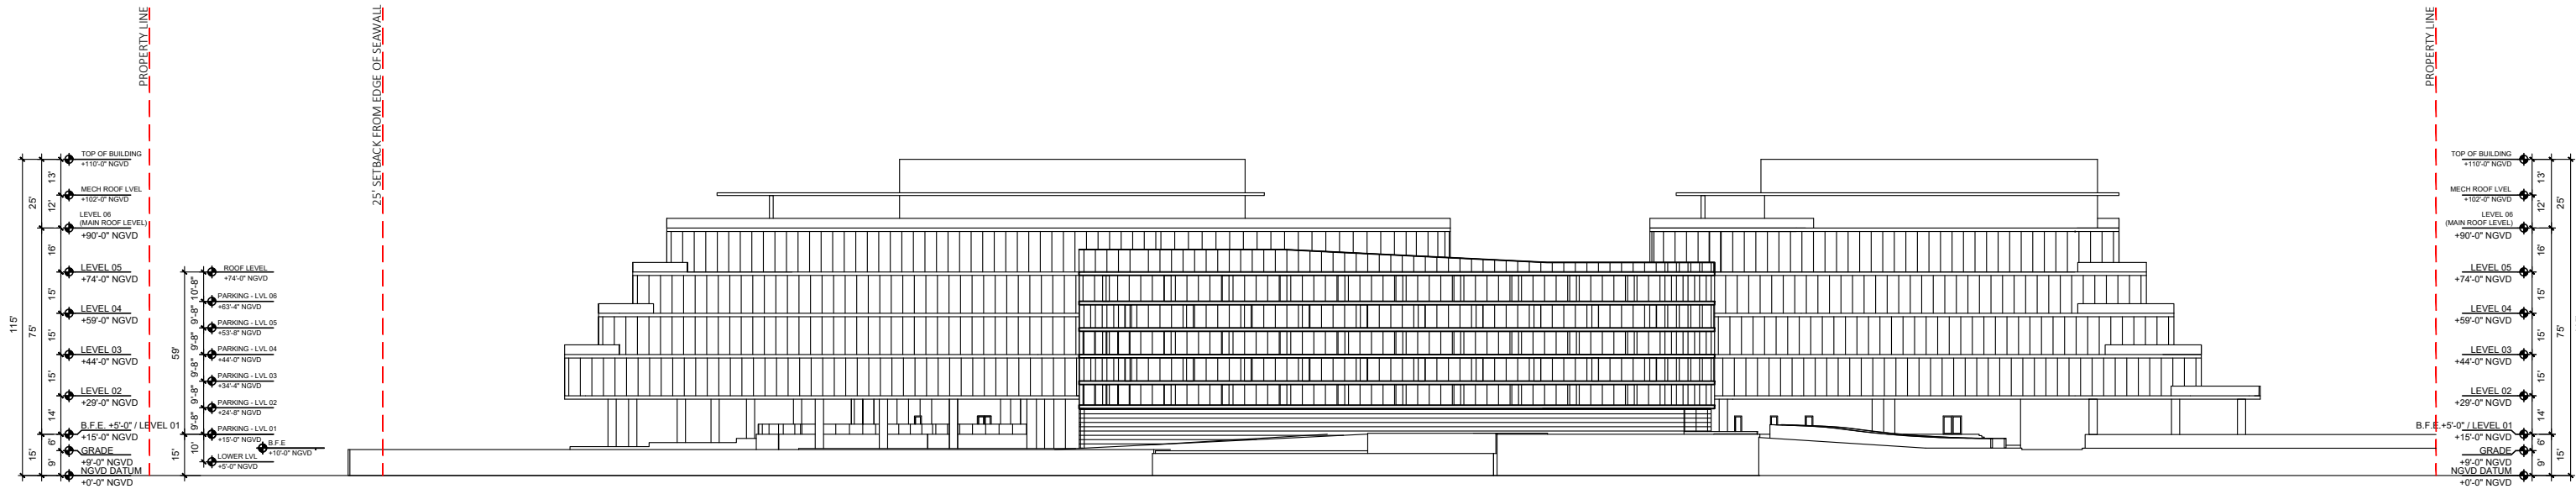 PROPERTY LINE
25' SETBACK FROM EDGE OF SEAWALL
PROPERTY LINE
TOP OF BUILDING
+110'-0" NGVD
MECH ROOF LVEL
+102'-0" NGVD
LEVEL 06
(MAIN ROOF LEVEL)
+90'-0" NGVD
LEVEL 05
+74'-0" NGVD
LEVEL 04
+59'-0" NGVD
LEVEL 03
+44'-0" NGVD
LEVEL 02
+29'-0" NGVD
B.F.E. +5'-0" / LEVEL 01
+15'-0" NGVD
GRADE
+9'-0" NGVD
NGVD DATUM
+0'-0" NGVD
115'
25'
75'
15'
13'
12'
16'
15'
15'
15'
14'
6'
9'
ROOF LEVEL
+74'-0" NGVD
PARKING - LVL 06
+63'-4" NGVD
PARKING - LVL 05
+53'-8" NGVD
PARKING - LVL 04
+44'-0" NGVD
PARKING - LVL 03
+34'-4" NGVD
PARKING - LVL 02
+24'-8" NGVD
PARKING - LVL 01
+15'-0" NGVD
B.F.E
+10'-0" NGVD
LOWER LVL
+5'-0" NGVD
59'
15'
10'-8"
9'-8"
9'-8"
9'-8"
9'-8"
9'-8"
10'
TOP OF BUILDING
+110'-0" NGVD
MECH ROOF LVEL
+102'-0" NGVD
LEVEL 06
(MAIN ROOF LEVEL)
+90'-0" NGVD
LEVEL 05
+74'-0" NGVD
LEVEL 04
+59'-0" NGVD
LEVEL 03
+44'-0" NGVD
LEVEL 02
+29'-0" NGVD
B.F.E.+5'-0" / LEVEL 01
+15'-0" NGVD
GRADE
+9'-0" NGVD
NGVD DATUM
+0'-0" NGVD
13'
12'
16'
15'
15'
15'
14'
6'
9'
25'
75'
15'